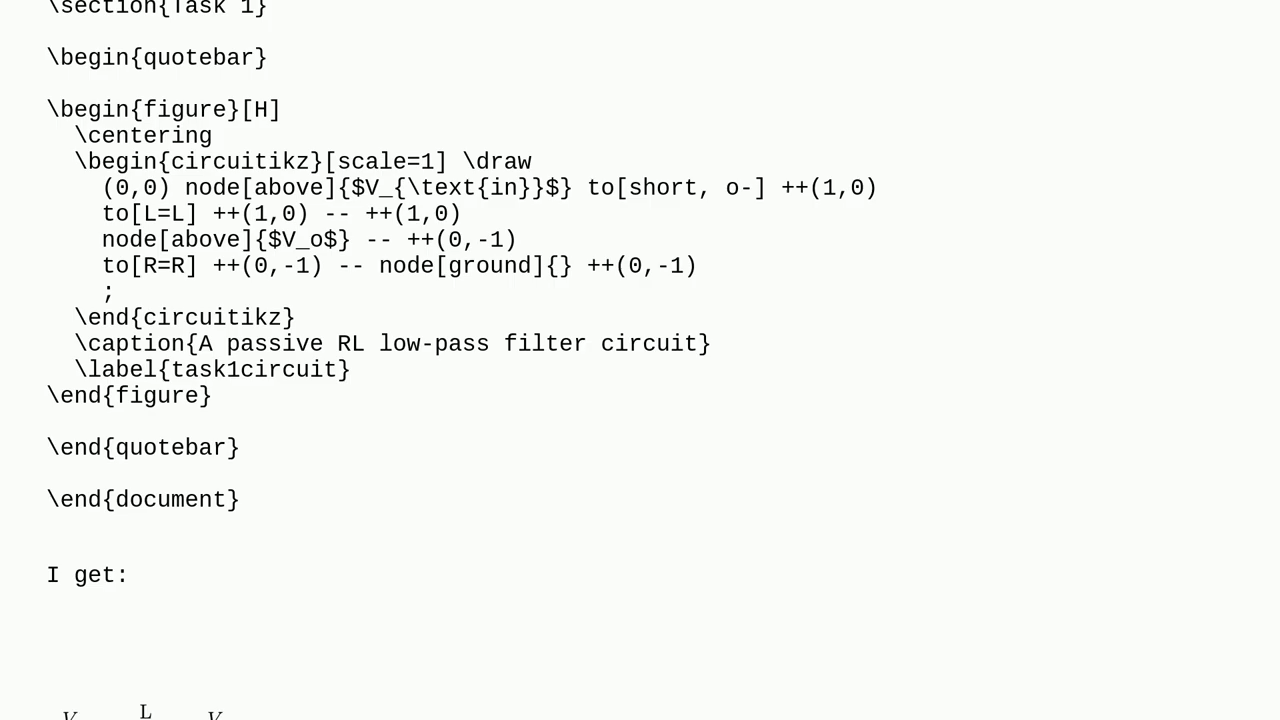 \section{Task 1}
\begin{quotebar}
\begin{figure}[H]
\centering
\begin{circuitikz}[scale=1] \draw
(0,0) node[above]{$V_{\text{in}}$} to[short, o-] ++(1,0)
to[L=L] ++(1,0) -- ++(1,0)
node[above]{$V_o$} -- ++(0,-1)
to[R=R] ++(0,-1) -- node[ground]{} ++(0,-1)
;
\end{circuitikz}
\caption{A passive RL low-pass filter circuit}
\label{task1circuit}
\end{figure}
\end{quotebar}
\end{document}
I get:
V L V